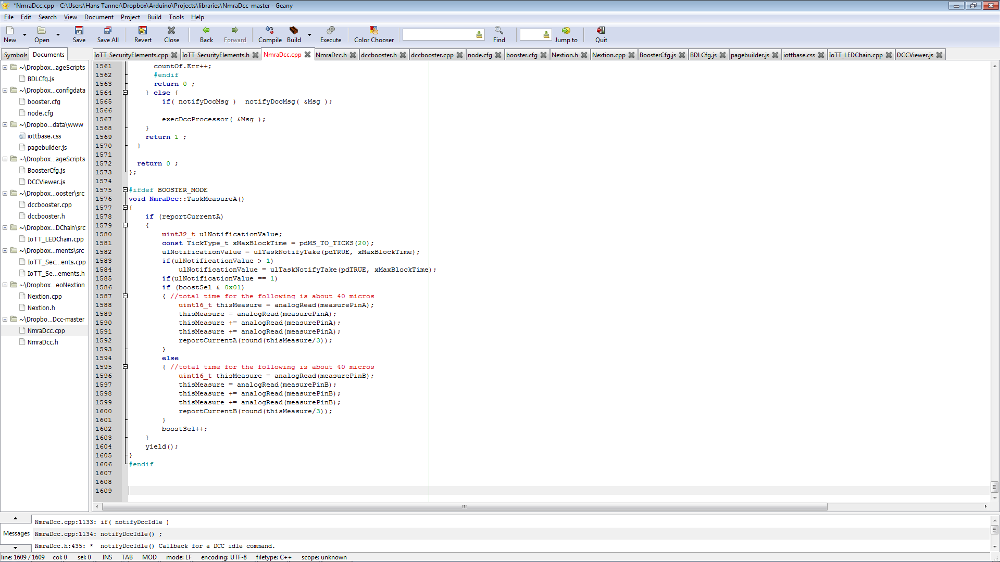 *NmraDcc.cpp - C:\Users\Hans Tanner\Dropbox\Arduino\Projects\libraries\NmraDcc-master - Geany
File Edit Search View Document Project Build Tools Help
New Open Save Save All Revert Close Back Forward Compile Build Execute Color Chooser Find Jump to Quit
Symbols Documents IoTT_SecurityElements.cpp IoTT_SecurityElements.h NmraDcc.cpp NmraDcc.h dccbooster.h dccbooster.cpp node.cfg booster.cfg Nextion.h Nextion.cpp BoosterCfg.js BDLCfg.js pagebuilder.js iottbase.css IoTT_LEDChain.cpp DCCViewer.js
~\Dropbox...ageScripts
BDLCfg.js
~\Dropbox...configdata
booster.cfg
node.cfg
~\Dropbo...data\www
iottbase.css
pagebuilder.js
~\Dropbox...ageScripts
BoosterCfg.js
DCCViewer.js
~\Dropbox...ooster\src
dccbooster.cpp
dccbooster.h
~\Dropbox...DChain\src
IoTT_LEDChain.cpp
~\Dropbox...ments\src
IoTT_Sec...ents.cpp
IoTT_Se...ements.h
~\Dropbox...eoNextion
Nextion.cpp
Nextion.h
~\Dropbo...Dcc-master
NmraDcc.cpp
NmraDcc.h
1561 countOf.Err++;
1562 #endif
1563 return 0 ;
1564 } else {
1565 if( notifyDccMsg ) notifyDccMsg( &Msg );
1566
1567 execDccProcessor( &Msg );
1568 }
1569 return 1 ;
1570 }
1571
1572 return 0 ;
1573 };
1574
1575 #ifdef BOOSTER_MODE
1576 void NmraDcc::TaskMeasureA()
1577 {
1578 if (reportCurrentA)
1579 {
1580 uint32_t ulNotificationValue;
1581 const TickType_t xMaxBlockTime = pdMS_TO_TICKS(20);
1582 ulNotificationValue = ulTaskNotifyTake(pdTRUE, xMaxBlockTime);
1583 if(ulNotificationValue > 1)
1584 ulNotificationValue = ulTaskNotifyTake(pdTRUE, xMaxBlockTime);
1585 if(ulNotificationValue == 1)
1586 if (boostSel & 0x01)
1587 { //total time for the following is about 40 micros
1588 uint16_t thisMeasure = analogRead(measurePinA);
1589 thisMeasure = analogRead(measurePinA);
1590 thisMeasure += analogRead(measurePinA);
1591 thisMeasure += analogRead(measurePinA);
1592 reportCurrentA(round(thisMeasure/3));
1593 }
1594 else
1595 { //total time for the following is about 40 micros
1596 uint16_t thisMeasure = analogRead(measurePinB);
1597 thisMeasure = analogRead(measurePinB);
1598 thisMeasure += analogRead(measurePinB);
1599 thisMeasure += analogRead(measurePinB);
1600 reportCurrentB(round(thisMeasure/3));
1601 }
1602 boostSel++;
1603 }
1604 yield();
1605 }
1606 #endif
1607
1608
1609
Messages
NmraDcc.cpp:1133: if( notifyDccIdle )
NmraDcc.cpp:1134: notifyDccIdle() ;
NmraDcc.h:435: * notifyDccIdle() Callback for a DCC idle command.
line: 1609 / 1609 col: 0 sel: 0 INS TAB MOD mode: LF encoding: UTF-8 filetype: C++ scope: unknown